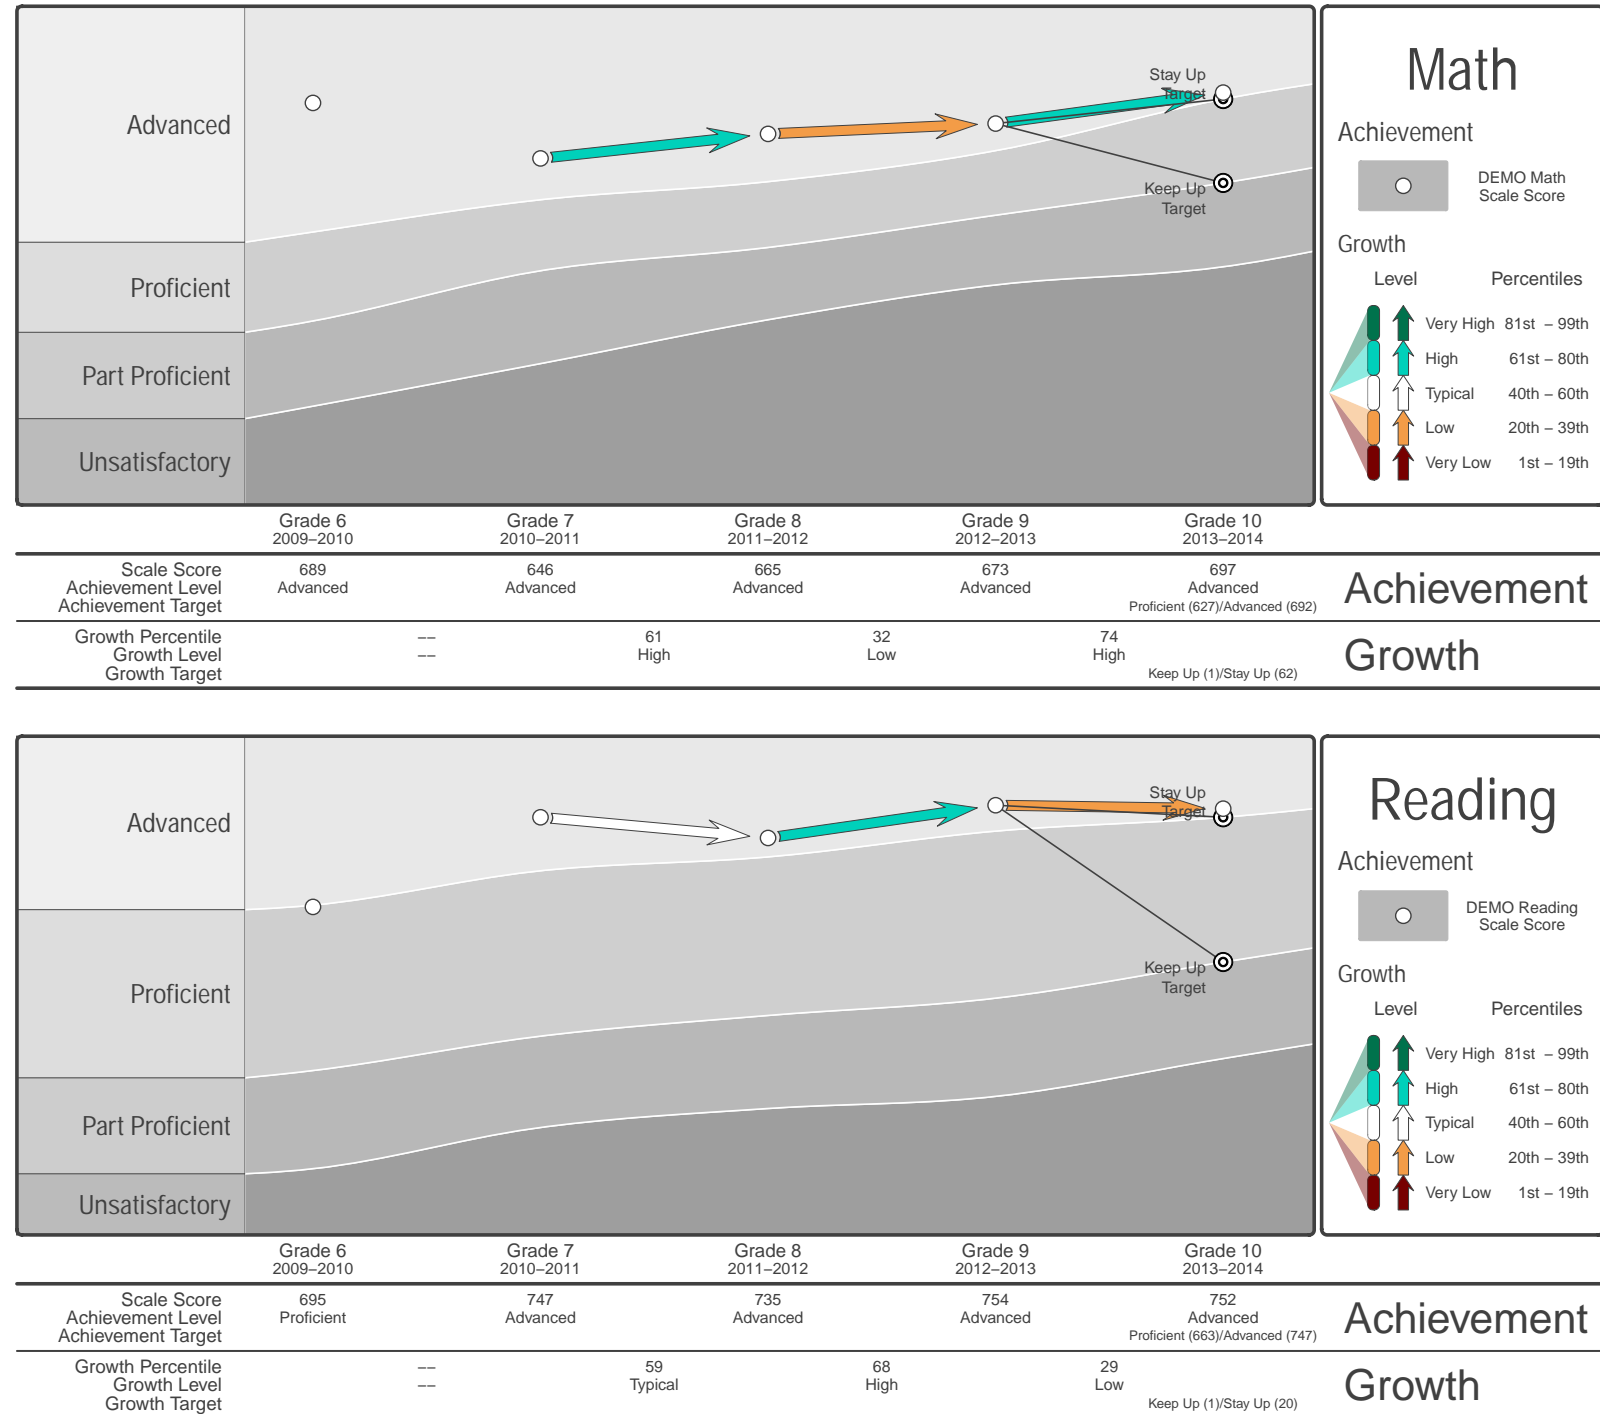 Advanced
Proficient
Part Proficient
Unsatisfactory
Stay Up
Target
Keep Up
Target
Math
Achievement
DEMO Math
Scale Score
Growth
Level Percentiles
Very High 81st – 99th
High 61st – 80th
Typical 40th – 60th
Low 20th – 39th
Very Low 1st – 19th
Grade 6 Grade 7 Grade 8 Grade 9 Grade 10
2009–2010 2010–2011 2011–2012 2012–2013 2013–2014
Scale Score 689 646 665 673 697
Achievement Level Advanced Advanced Advanced Advanced Advanced
Achievement Target Proficient (627)/Advanced (692)
Achievement
Growth Percentile –– 61 32 74
Growth Level –– High Low High
Growth Target Keep Up (1)/Stay Up (62)
Growth
Advanced
Proficient
Part Proficient
Unsatisfactory
Stay Up
Target
Keep Up
Target
Reading
Achievement
DEMO Reading
Scale Score
Growth
Level Percentiles
Very High 81st – 99th
High 61st – 80th
Typical 40th – 60th
Low 20th – 39th
Very Low 1st – 19th
Grade 6 Grade 7 Grade 8 Grade 9 Grade 10
2009–2010 2010–2011 2011–2012 2012–2013 2013–2014
Scale Score 695 747 735 754 752
Achievement Level Proficient Advanced Advanced Advanced Advanced
Achievement Target Proficient (663)/Advanced (747)
Achievement
Growth Percentile –– 59 68 29
Growth Level –– Typical High Low
Growth Target Keep Up (1)/Stay Up (20)
Growth